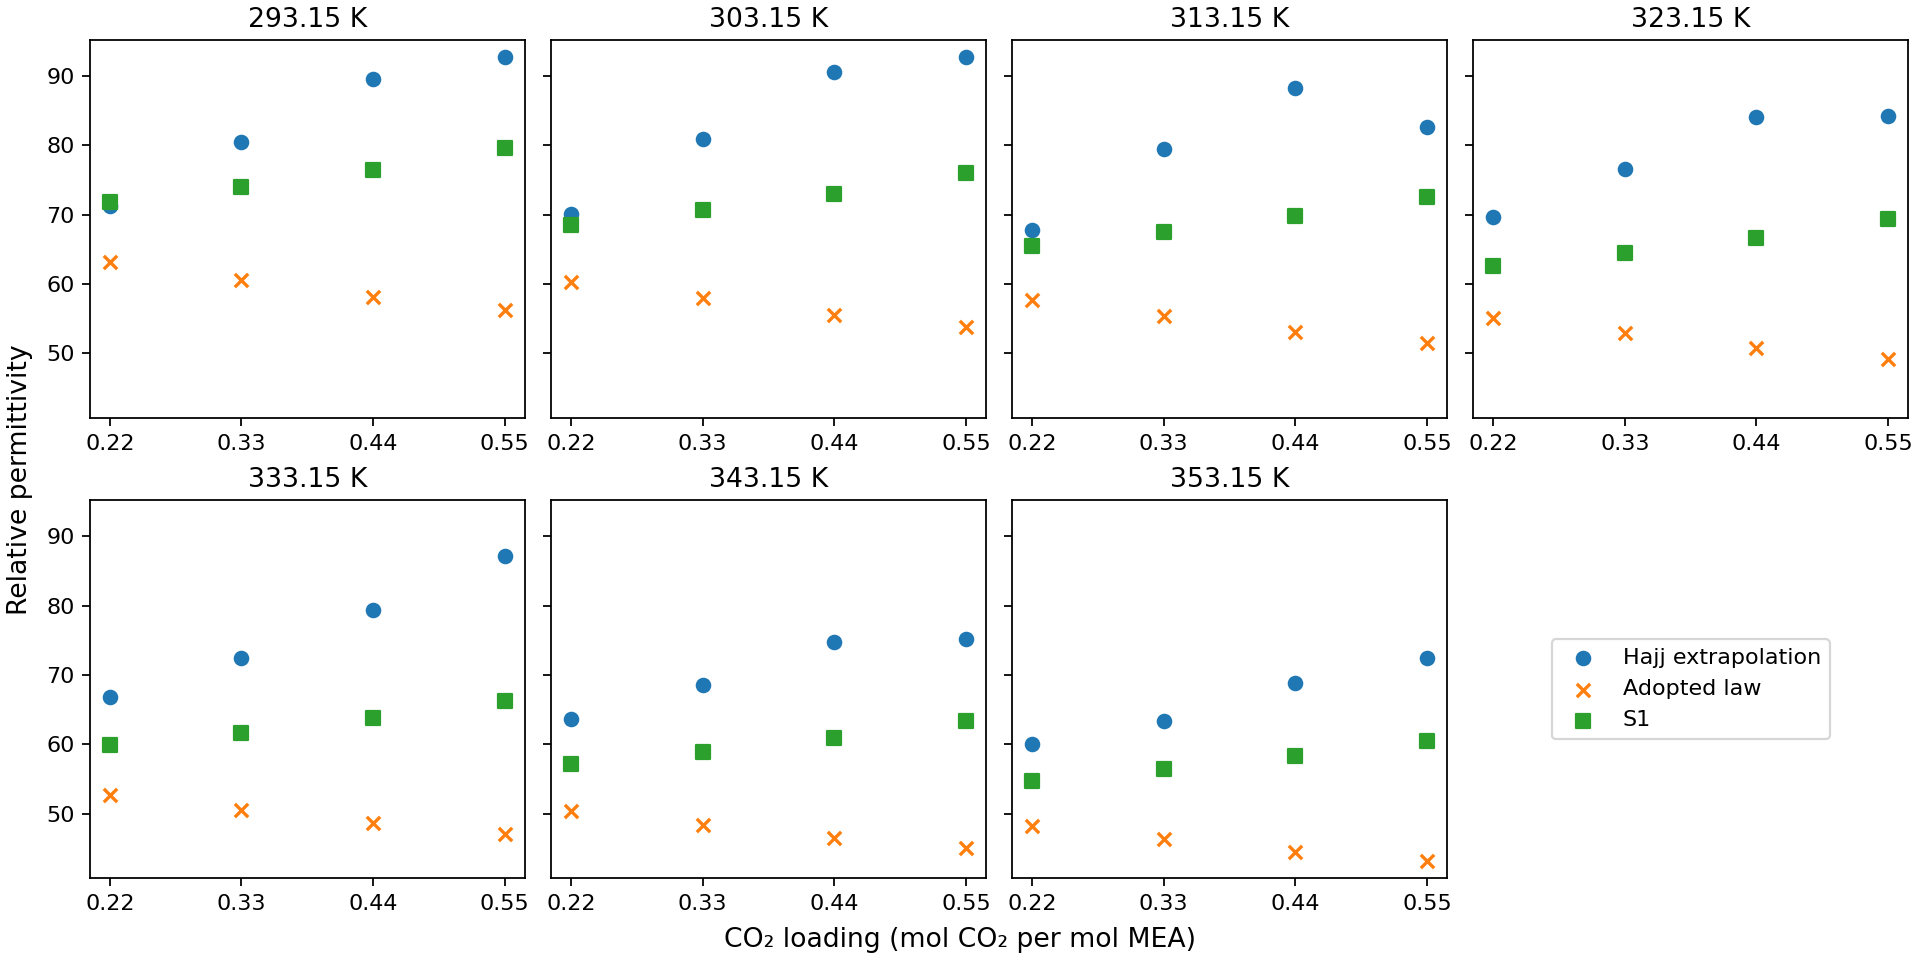 293.15 K
303.15 K
313.15 K
323.15 K
90
80
70
60
50
0.22 0.33 0.44 0.55
0.22 0.33 0.44 0.55
0.22 0.33 0.44 0.55
0.22 0.33 0.44 0.55
Relative permittivity
333.15 K
343.15 K
353.15 K
90
80
70
60
50
0.22 0.33 0.44 0.55
0.22 0.33 0.44 0.55
0.22 0.33 0.44 0.55
Hajj extrapolation
Adopted law
S1
CO₂ loading (mol CO₂ per mol MEA)